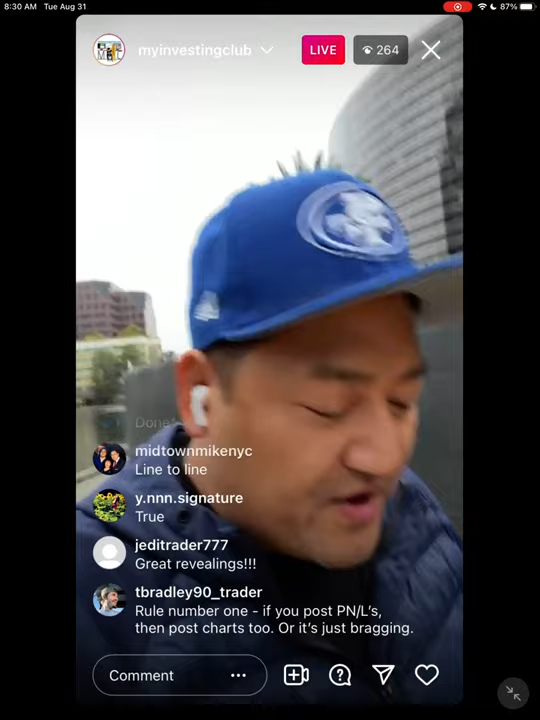 8:30 AM Tue Aug 31
87%
myinvestingclub
LIVE
264
midtownmikenyc
Line to line
y.nnn.signature
True
jeditrader777
Great revealings!!!
tbradley90_trader
Rule number one - if you post PN/L's,
then post charts too. Or it's just bragging.
Comment